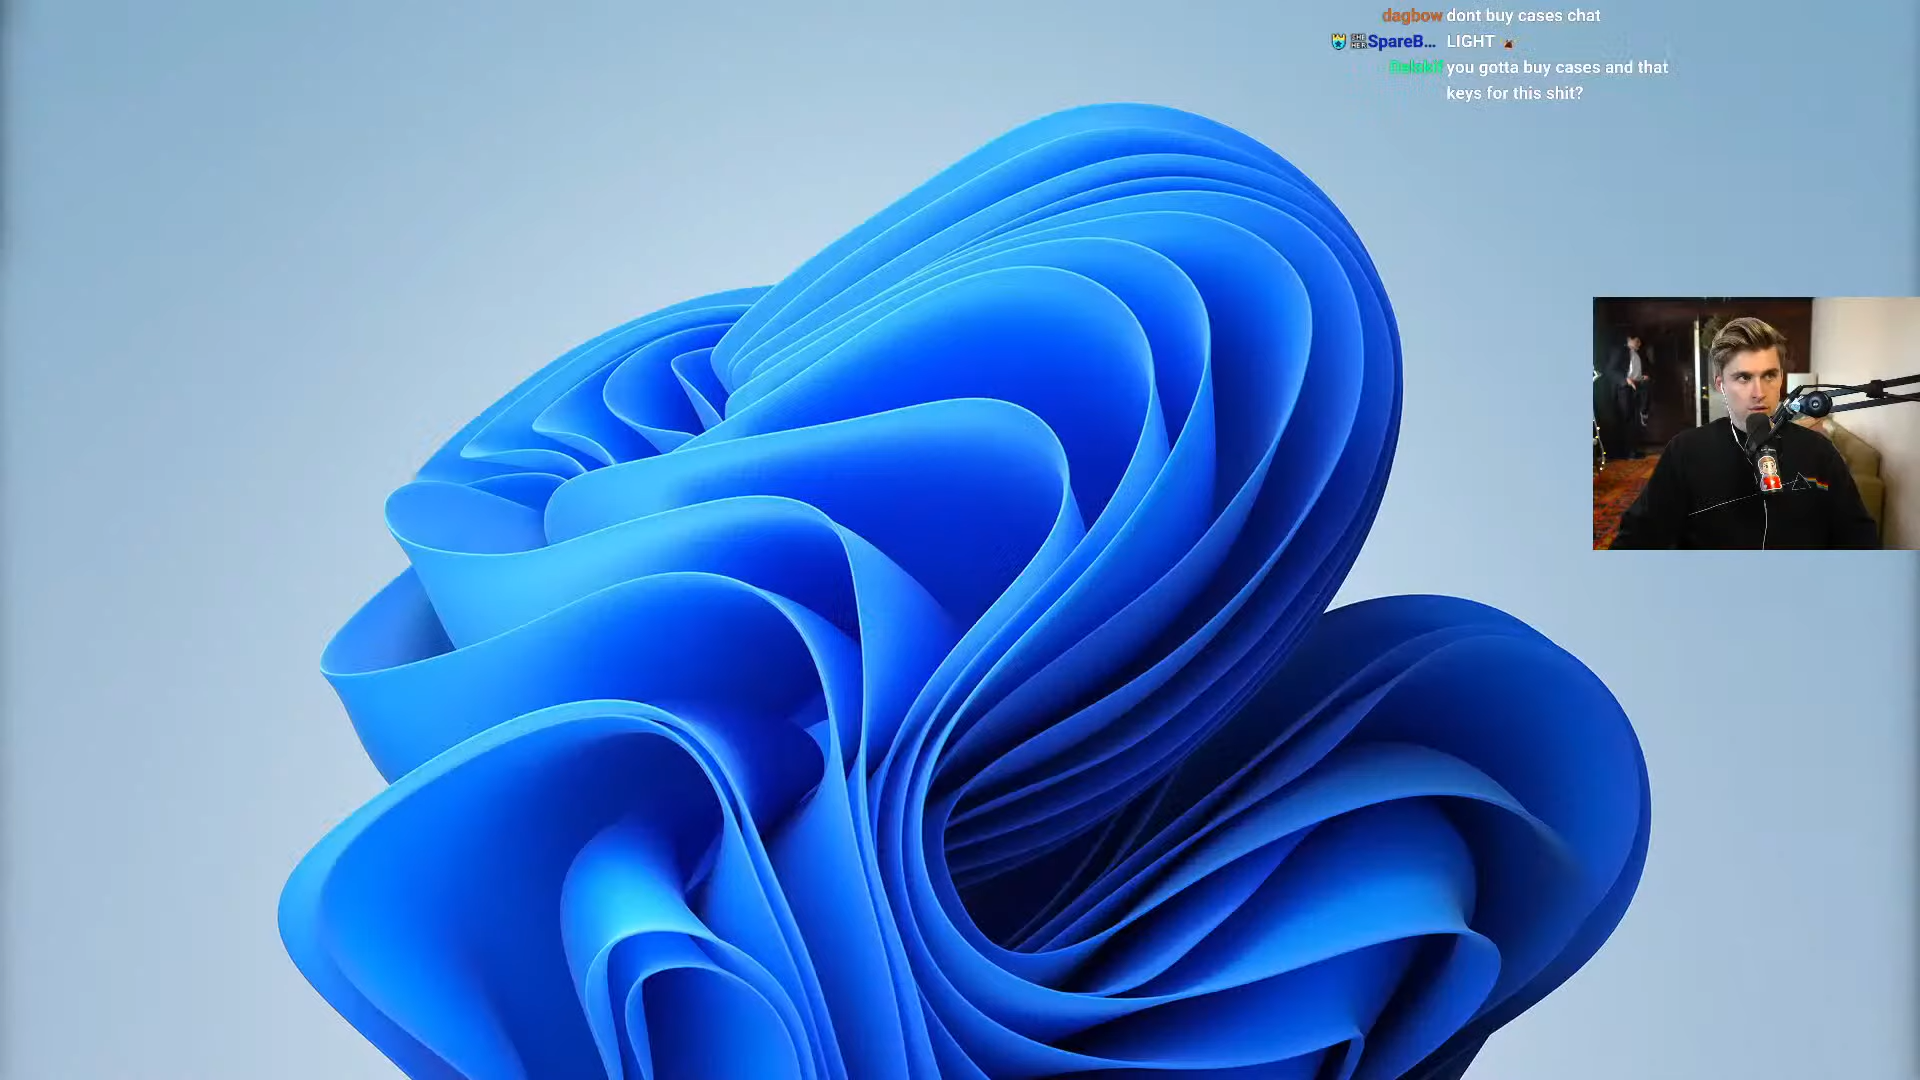 dagbow dont buy cases chat
SpareB... LIGHT
you gotta buy cases and that
keys for this shit?